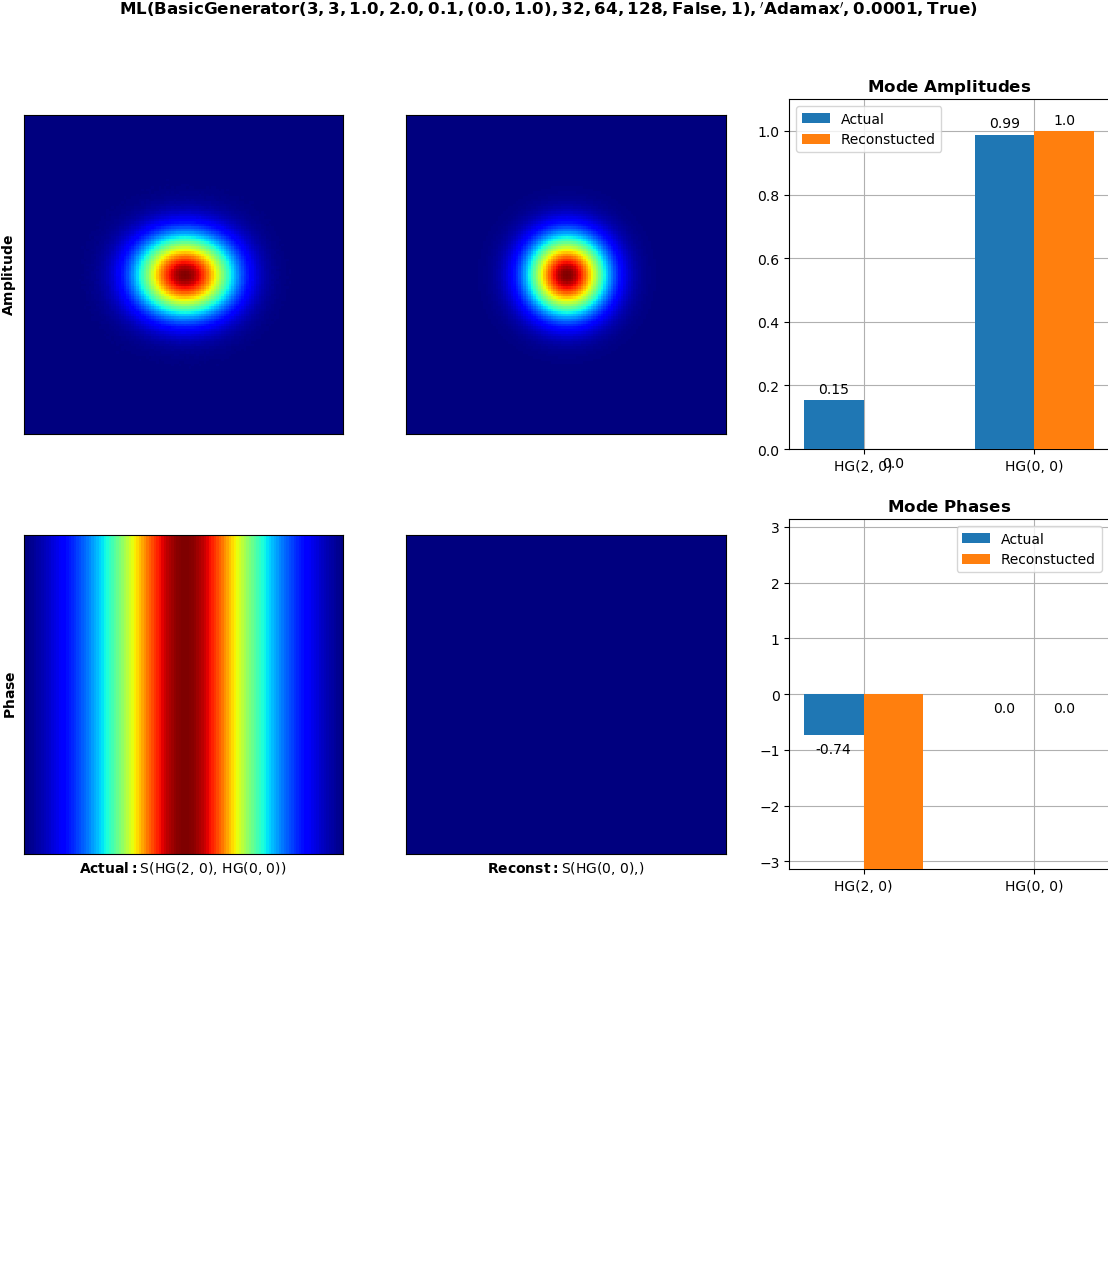 ML(BasicGenerator(3, 3, 1.0, 2.0, 0.1, (0.0, 1.0), 32, 64, 128, False, 1), 'Adamax', 0.0001, True)
Amplitude
Mode Amplitudes
Actual
Reconstucted
0.99
1.0
0.15
0.0
1.0
0.8
0.6
0.4
0.2
0.0
HG(2, 0)
HG(0, 0)
Phase
Actual: S(HG(2, 0), HG(0, 0))
Reconst: S(HG(0, 0),)
Mode Phases
Actual
Reconstucted
3
2
1
0
−1
−2
−3
-0.74
0.0
0.0
HG(2, 0)
HG(0, 0)